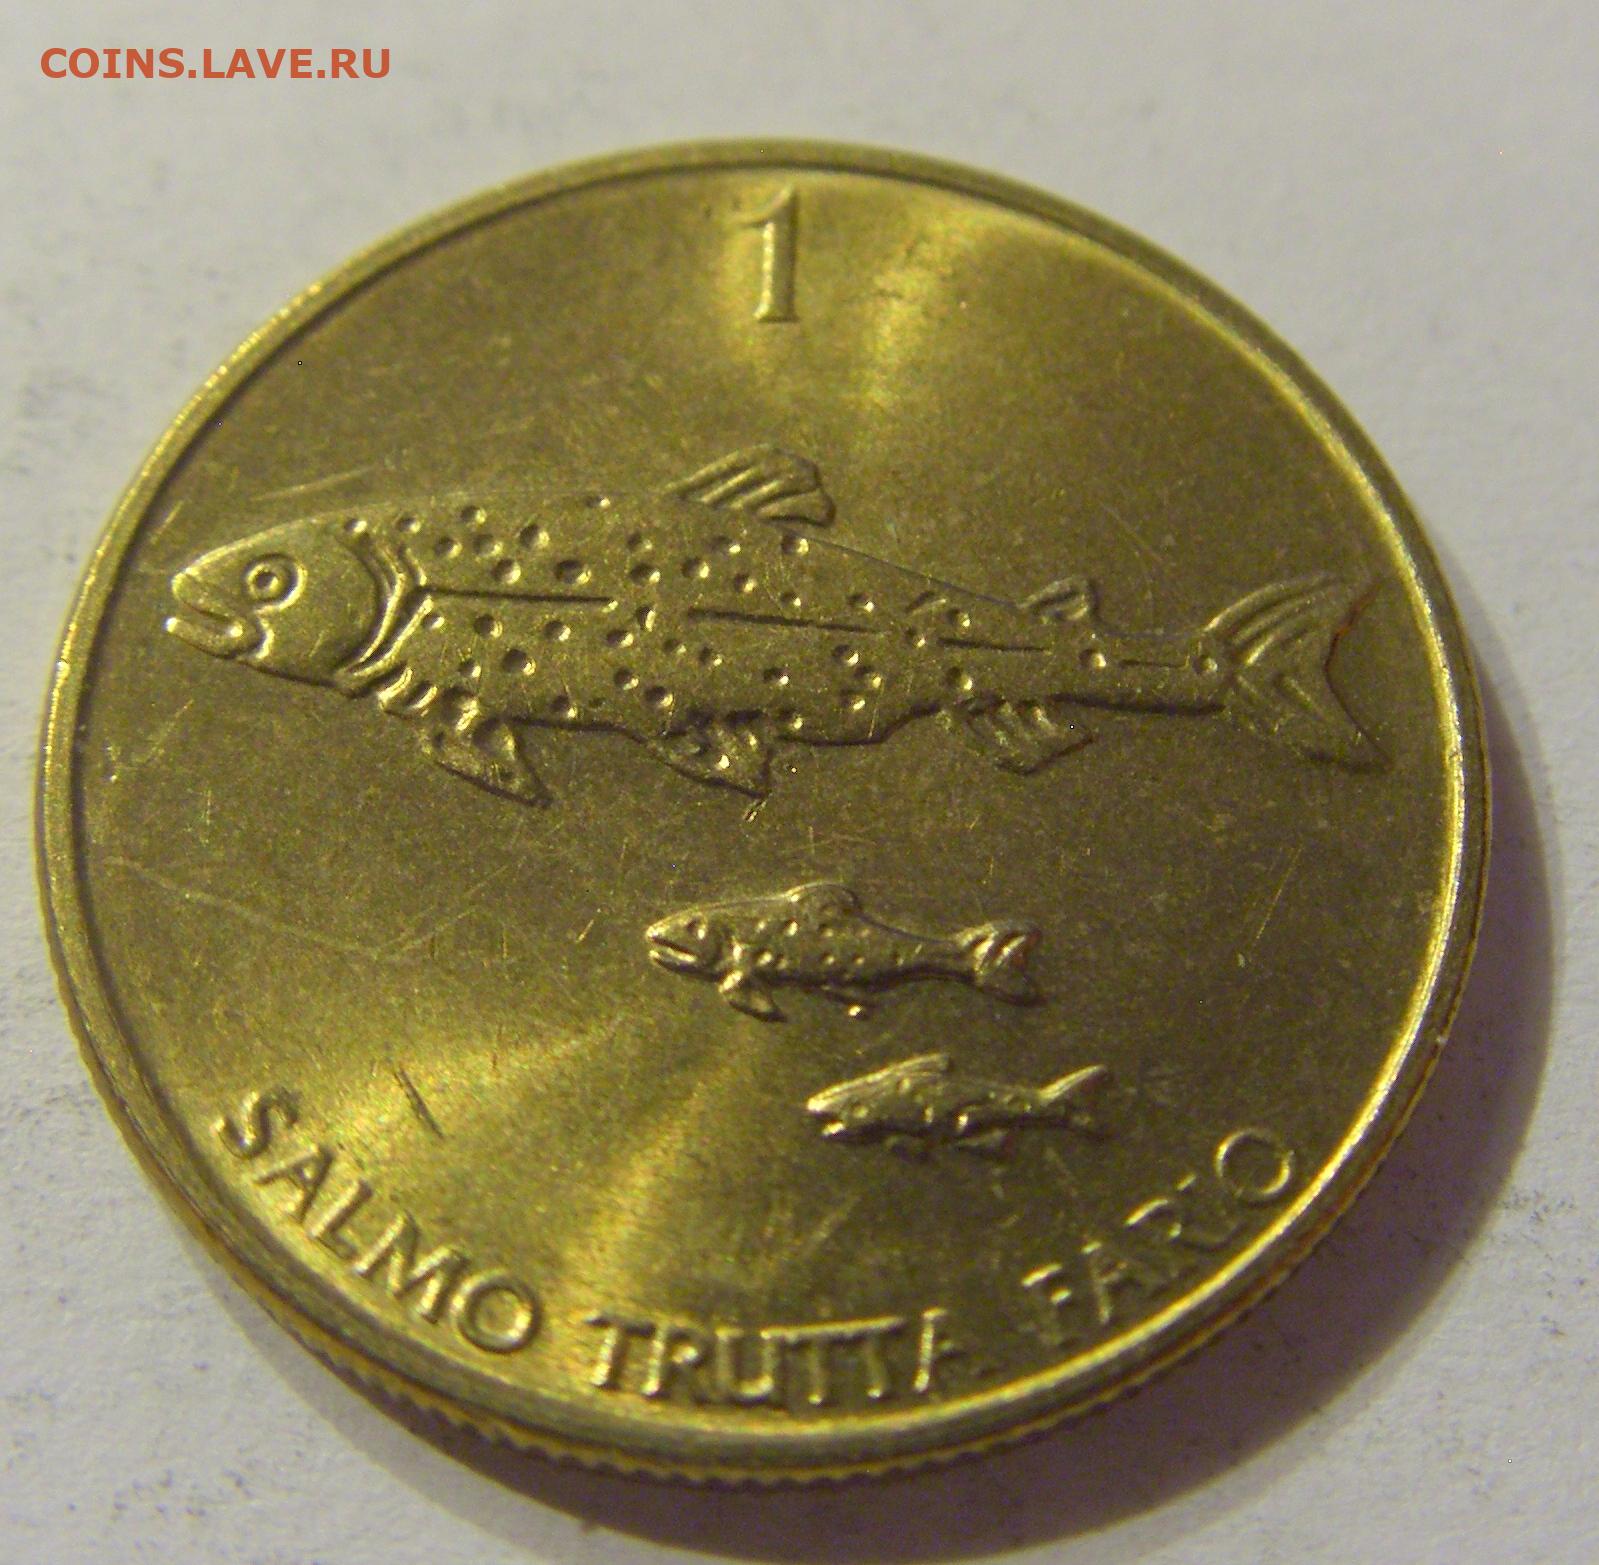 COINS.LAVE.RU
1
SALMO TRUTTA FARIO